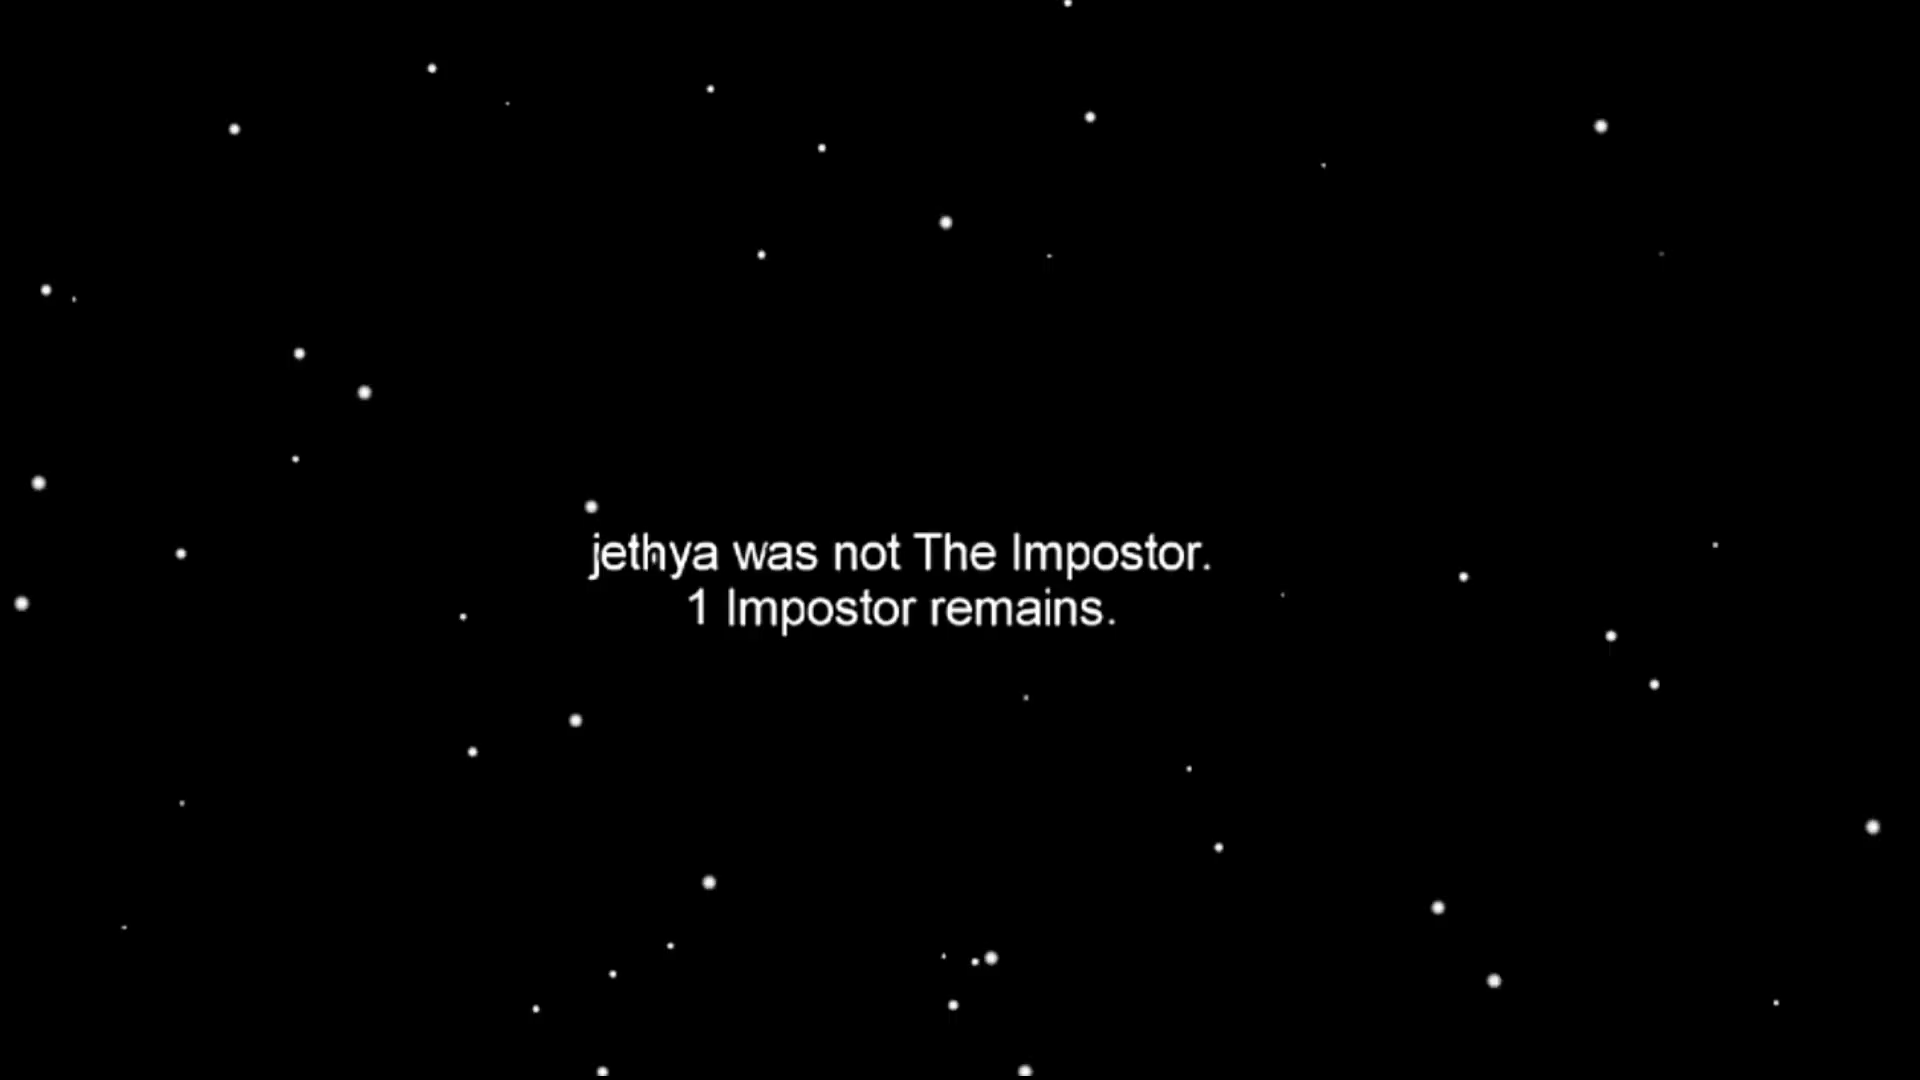 jethya was not The Impostor.
1 Impostor remains.